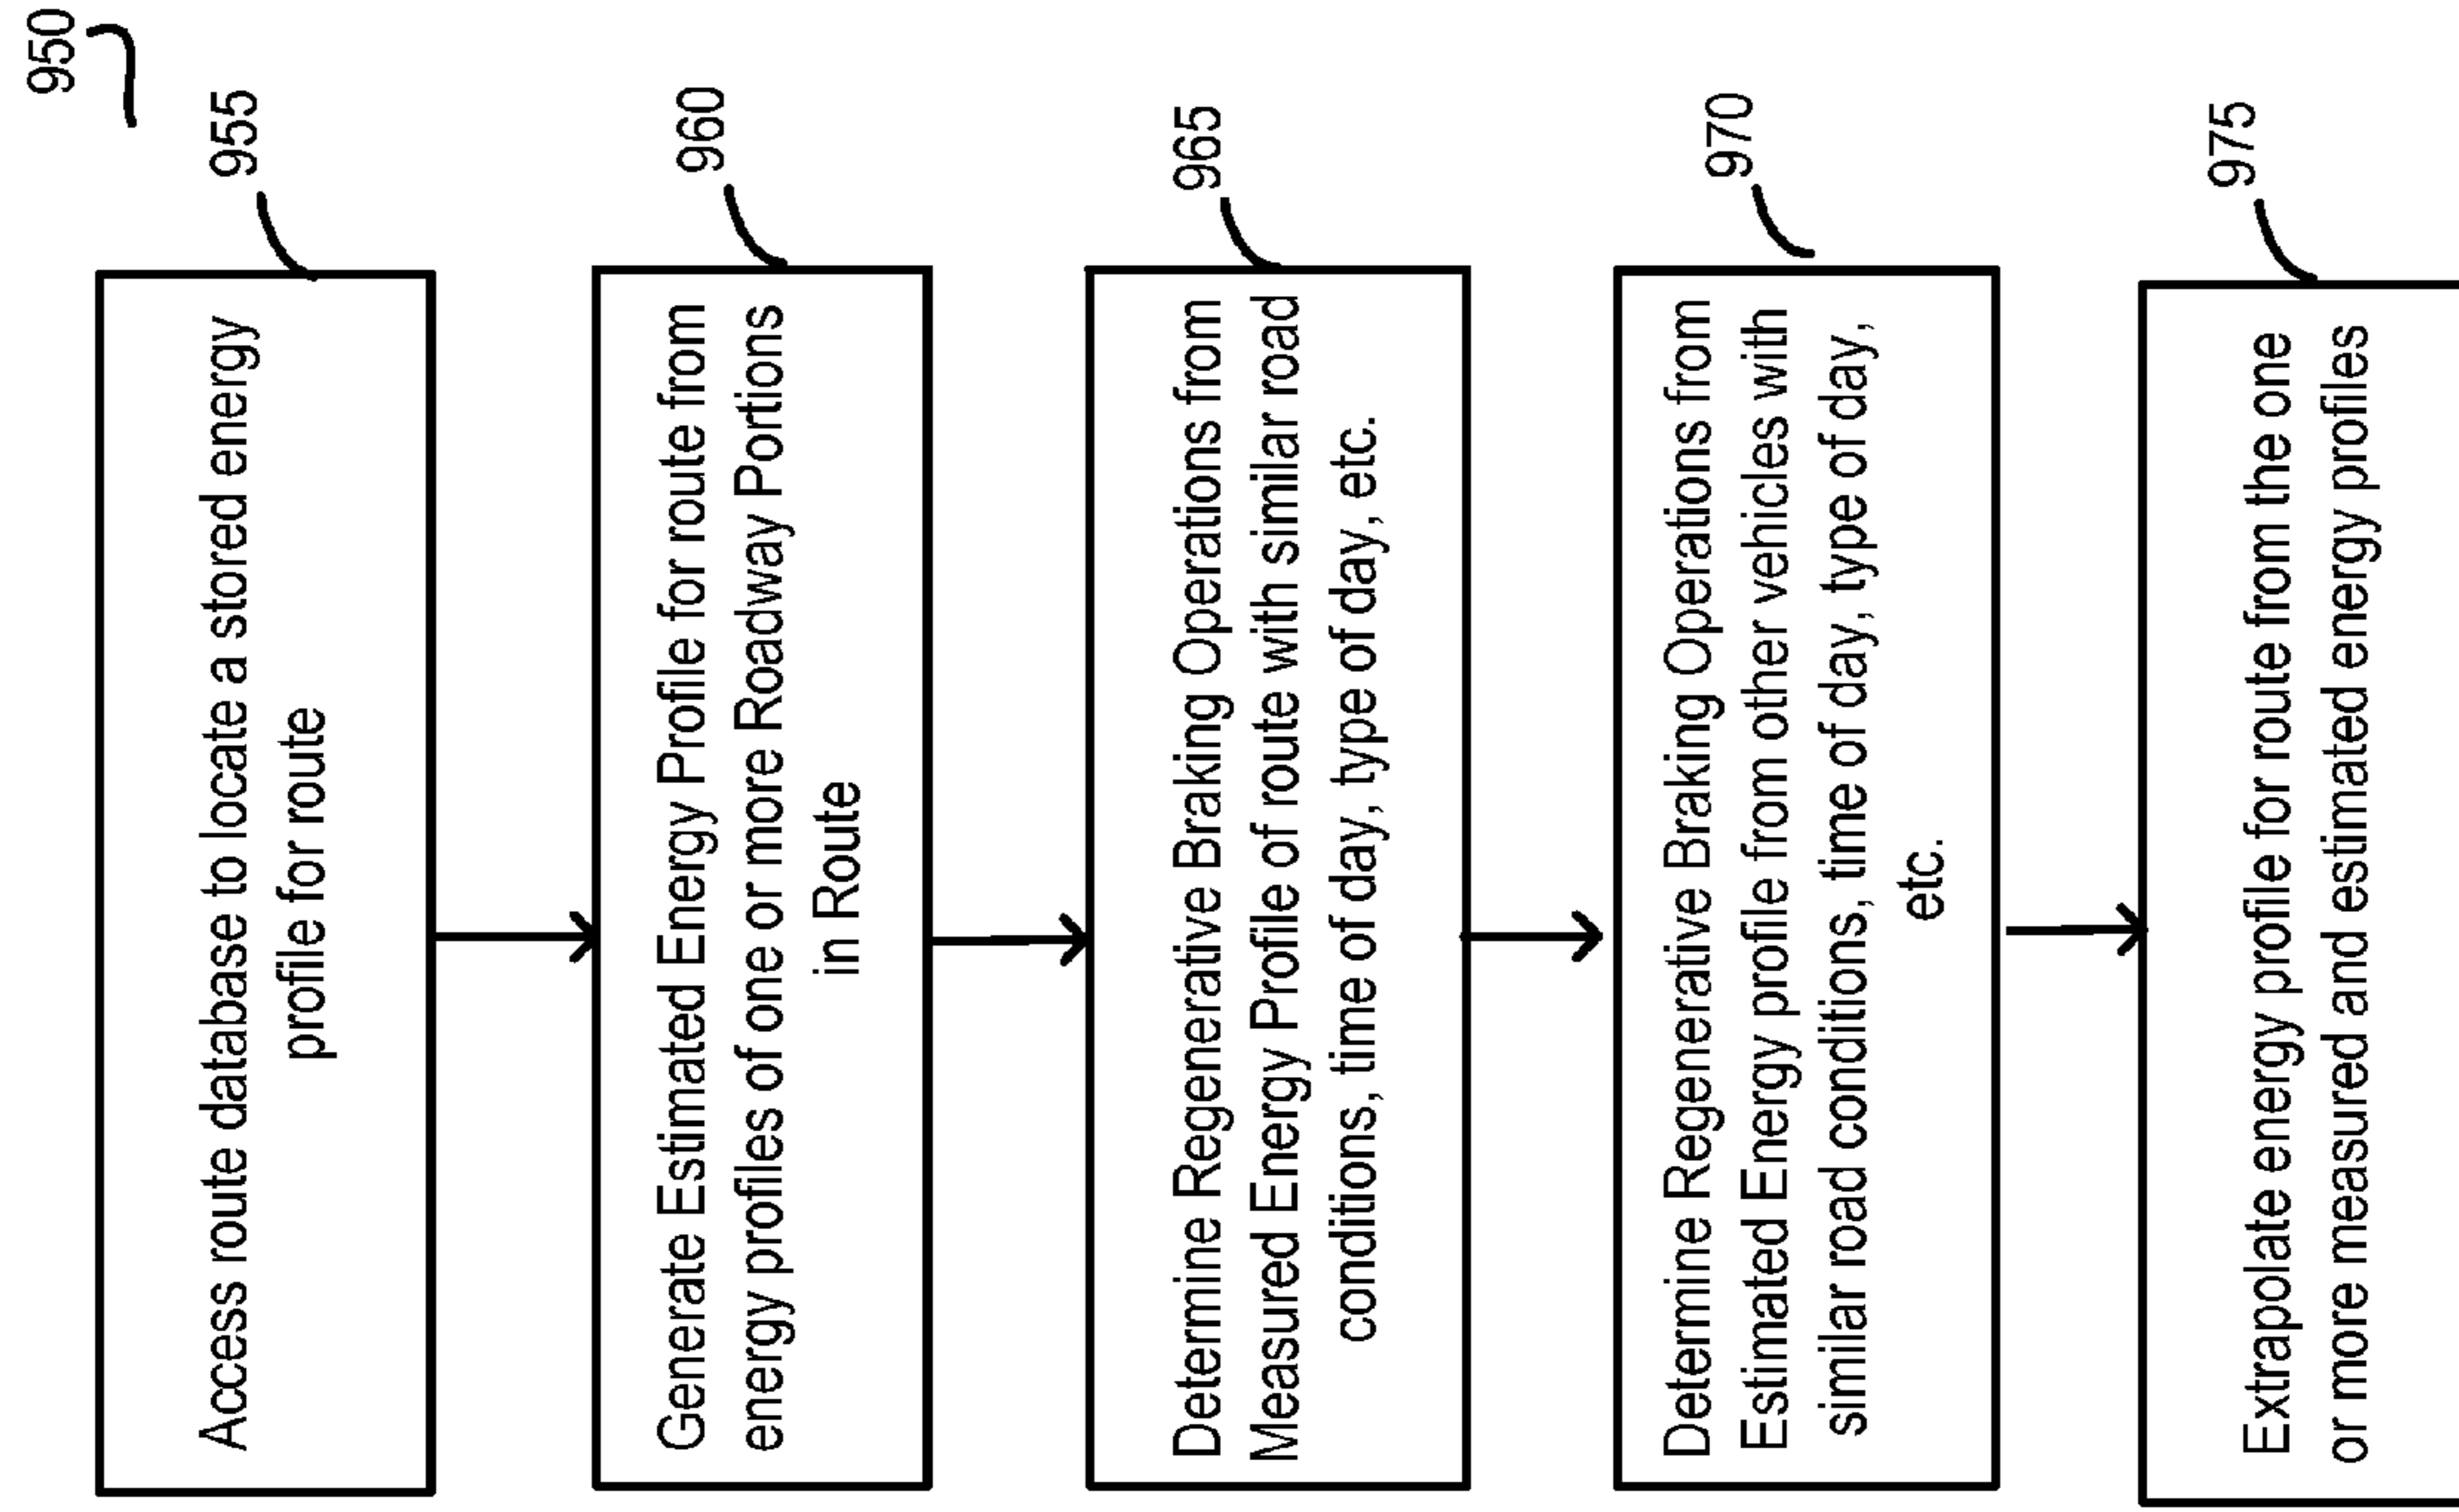 950
955
Access route database to locate a stored energy
profile for route
960
Generate Estimated Energy Profile for route from
energy profiles of one or more Roadway Portions
in Route
965
Determine Regenerative Braking Operations from
Measured Energy Profile of route with similar road
conditions, time of day, type of day, etc.
970
Determine Regenerative Braking Operations from
Estimated Energy profile from other vehicles with
similar road conditions, time of day, type of day,
etc.
975
Extrapolate energy profile for route from the one
or more measured and estimated energy profiles